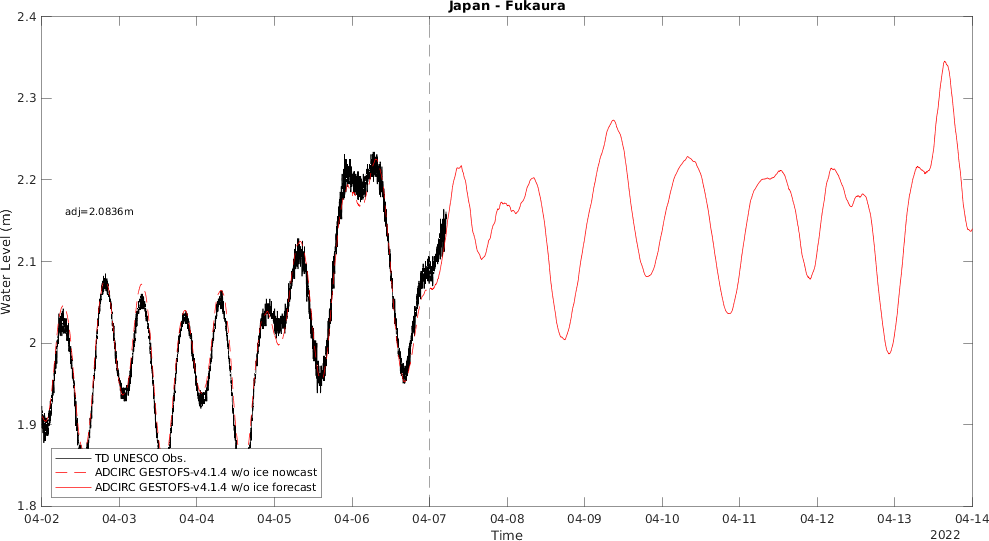 Japan - Fukaura
2.4
2.3
2.2
2.1
2
1.9
1.8
Water Level (m)
adj=2.0836m
TD UNESCO Obs.
ADCIRC GESTOFS-v4.1.4 w/o ice nowcast
ADCIRC GESTOFS-v4.1.4 w/o ice forecast
04-02 04-03 04-04 04-05 04-06 04-07 04-08 04-09 04-10 04-11 04-12 04-13 04-14
Time
2022